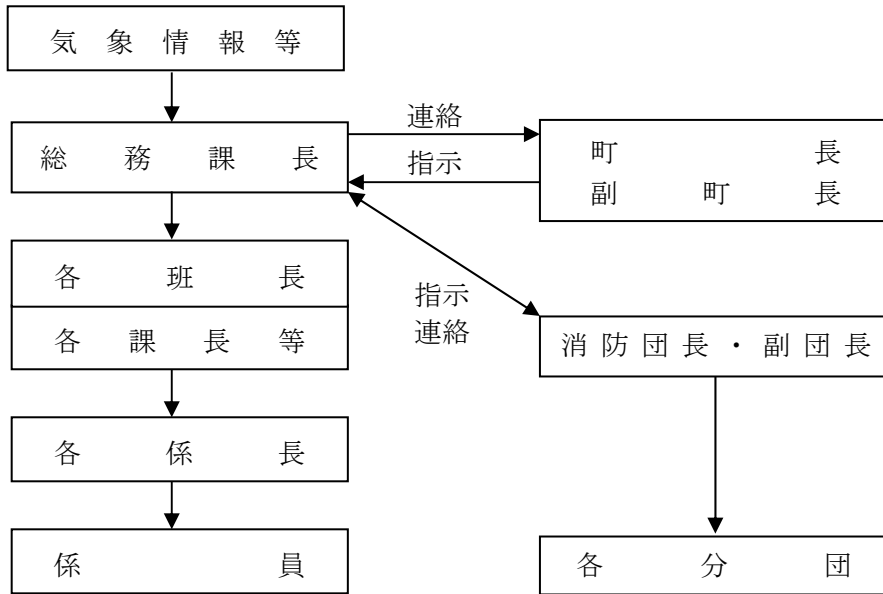 気象情報等
総務課長
連絡
指示
町長
副町長
各班長
各課長等
指示
連絡
消防団長・副団長
各係長
係員
各分団